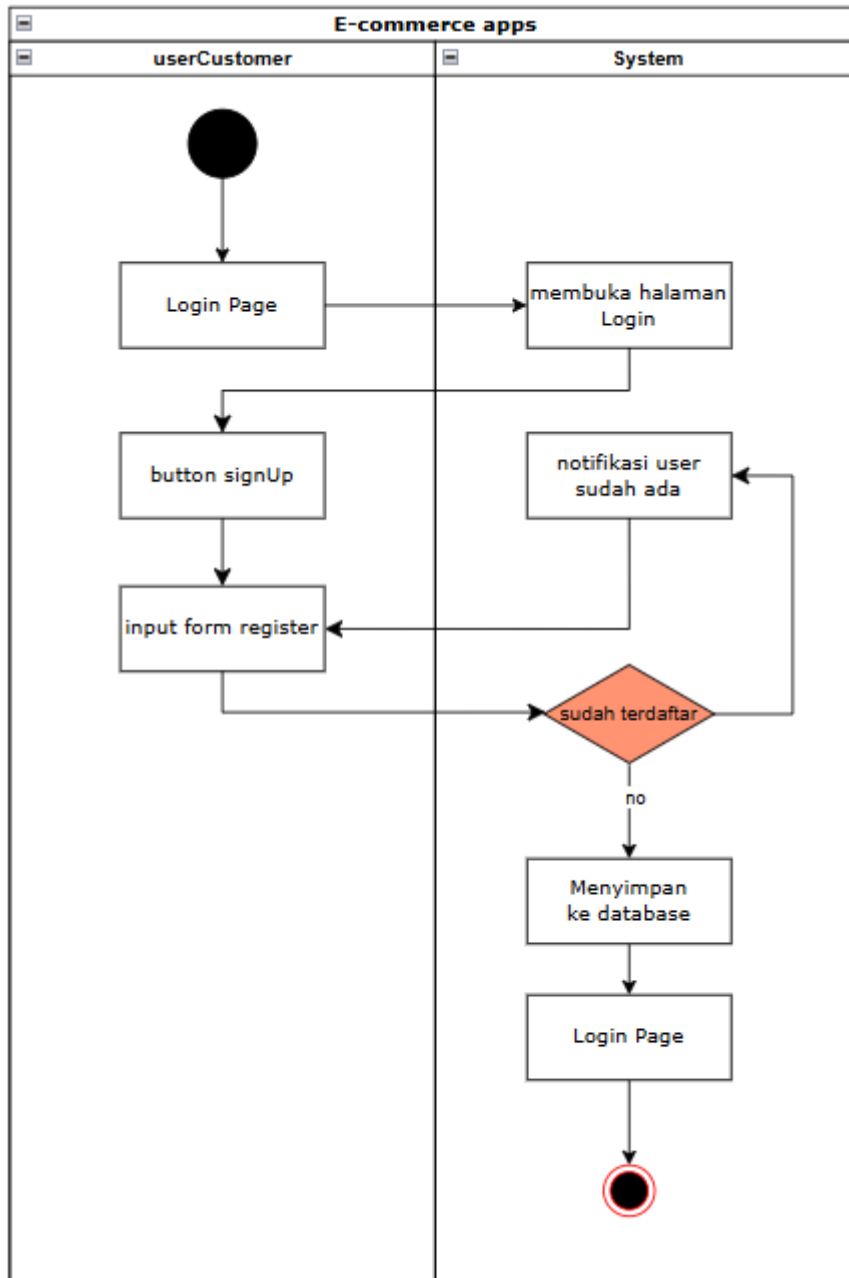 E-commerce apps
userCustomer
System
Login Page
membuka halaman
Login
button signUp
notifikasi user
sudah ada
input form register
sudah terdaftar
no
Menyimpan
ke database
Login Page